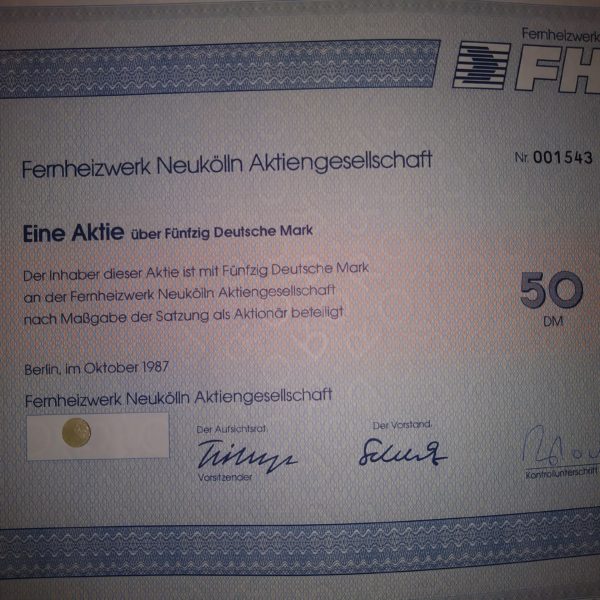 Fernheizwerk
FH
Fernheizwerk Neukölln Aktiengesellschaft
Nr. 001543
Eine Aktie über Fünfzig Deutsche Mark
Der Inhaber dieser Aktie ist mit Fünfzig Deutsche Mark
an der Fernheizwerk Neukölln Aktiengesellschaft
nach Maßgabe der Satzung als Aktionär beteiligt
50
DM
Berlin, im Oktober 1987
Fernheizwerk Neukölln Aktiengesellschaft
Der Aufsichtsrat
Der Vorstand
Vorsitzender
Kontrollunterschrift